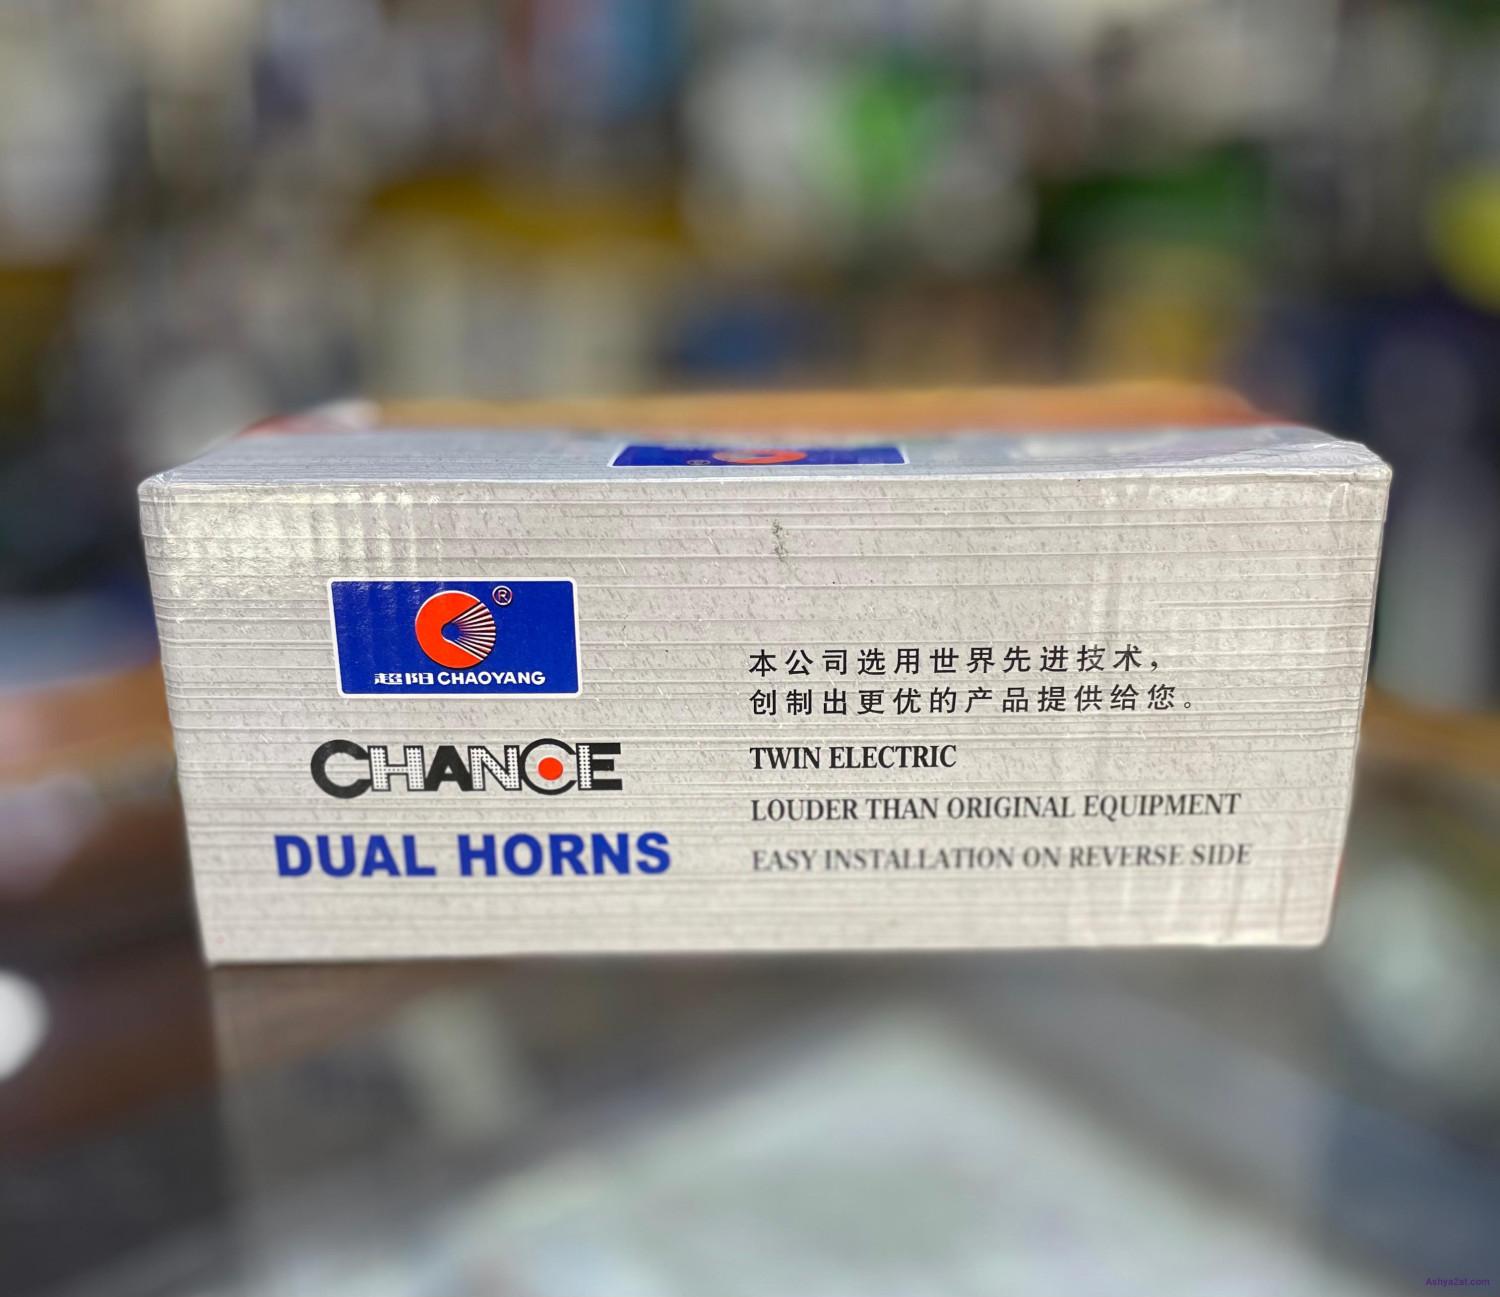 ®
超阳 CHAOYANG
CHANCE
DUAL HORNS
本公司选用世界先进技术，
创制出更优的产品提供给您。
TWIN ELECTRIC
LOUDER THAN ORIGINAL EQUIPMENT
EASY INSTALLATION ON REVERSE SIDE
Ashya2at.com